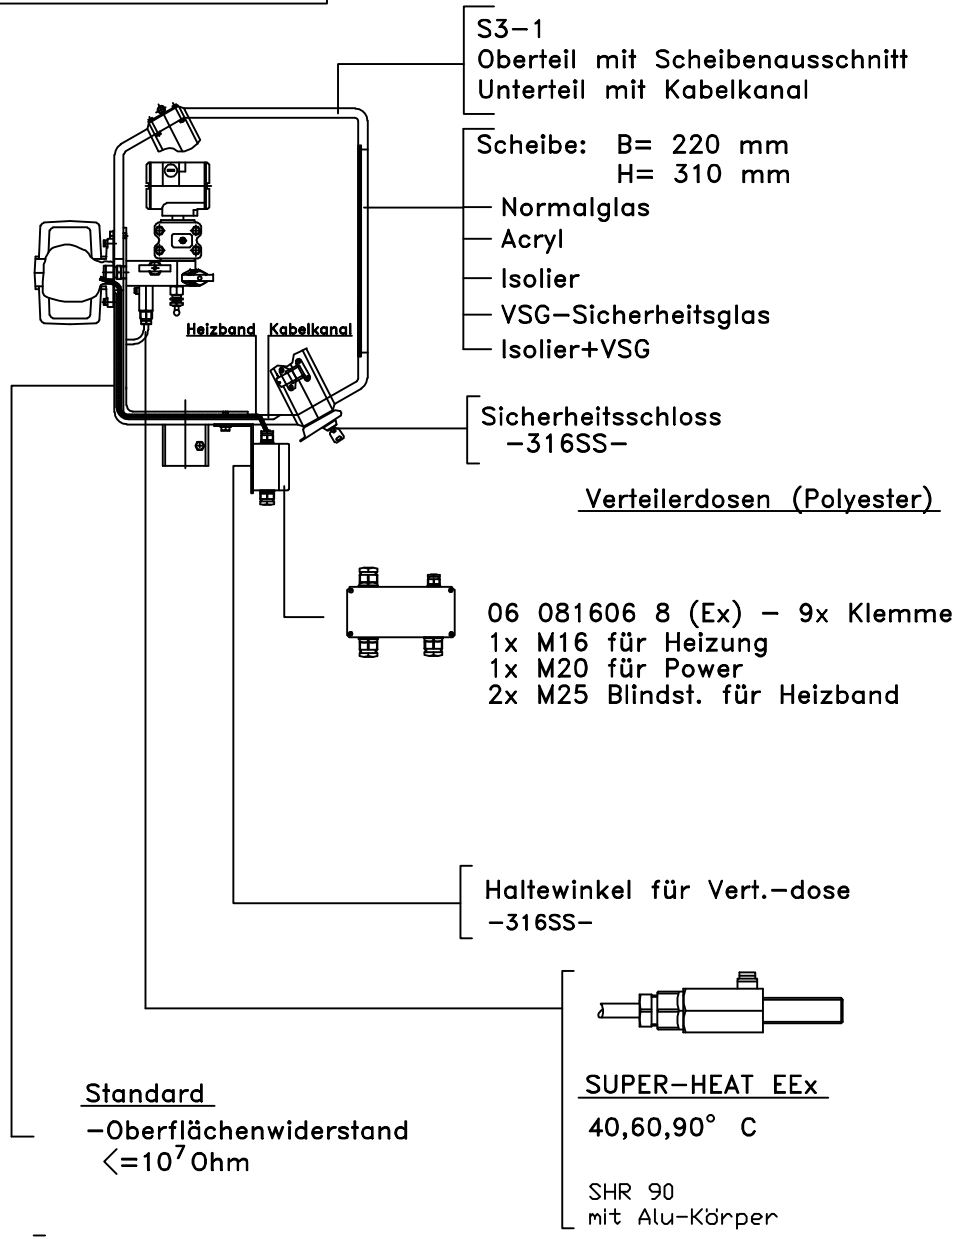 S3-1
Oberteil mit Scheibenausschnitt
Unterteil mit Kabelkanal
Scheibe: B= 220 mm
H= 310 mm
Normalglas
Acryl
Isolier
VSG-Sicherheitsglas
Isolier+VSG
Heizband Kabelkanal
Sicherheitsschloss
-316SS-
Verteilerdosen (Polyester)
06 081606 8 (Ex) - 9x Klemme
1x M16 für Heizung
1x M20 für Power
2x M25 Blindst. für Heizband
Haltewinkel für Vert.-dose
-316SS-
Standard
-Oberflächenwiderstand
<=10⁷ Ohm
SUPER-HEAT EEx
40,60,90° C
SHR 90
mit Alu-Körper
-